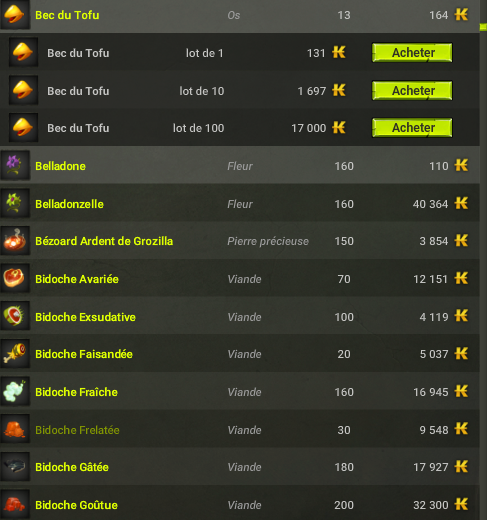 Bec du Tofu Os 13 164
Bec du Tofu lot de 1 131 Acheter
Bec du Tofu lot de 10 1 697 Acheter
Bec du Tofu lot de 100 17 000 Acheter
Belladone Fleur 160 110
Belladonzelle Fleur 160 40 364
Bézoard Ardent de Grozilla Pierre précieuse 150 3 854
Bidoche Avariée Viande 70 12 151
Bidoche Exsudative Viande 100 4 119
Bidoche Faisandée Viande 20 5 037
Bidoche Fraîche Viande 160 16 945
Bidoche Frelatée Viande 30 9 548
Bidoche Gâtée Viande 180 17 927
Bidoche Goûtue Viande 200 32 300